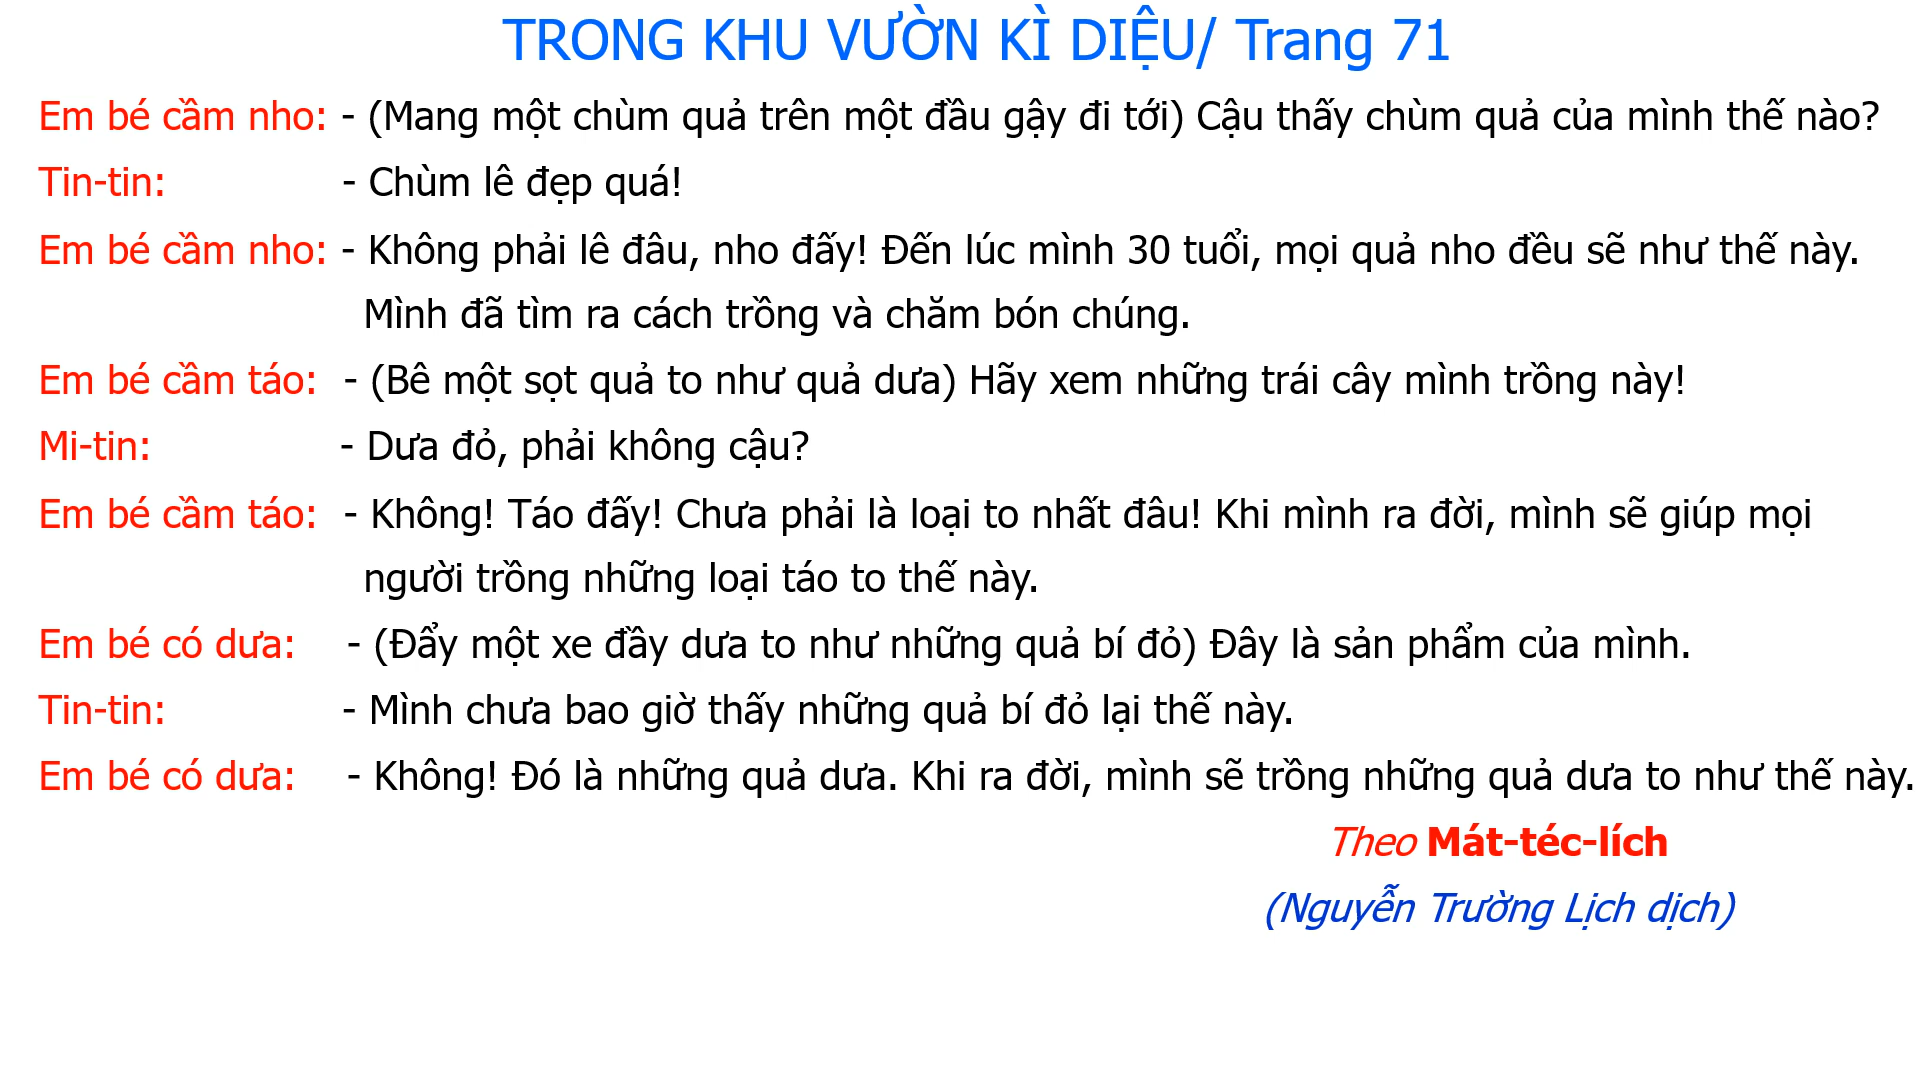 TRONG KHU VƯỜN KÌ DIỆU/ Trang 71
Em bé cầm nho: - (Mang một chùm quả trên một đầu gậy đi tới) Cậu thấy chùm quả của mình thế nào?
Tin-tin: - Chùm lê đẹp quá!
Em bé cầm nho: - Không phải lê đâu, nho đấy! Đến lúc mình 30 tuổi, mọi quả nho đều sẽ như thế này.
Mình đã tìm ra cách trồng và chăm bón chúng.
Em bé cầm táo: - (Bê một sọt quả to như quả dưa) Hãy xem những trái cây mình trồng này!
Mi-tin: - Dưa đỏ, phải không cậu?
Em bé cầm táo: - Không! Táo đấy! Chưa phải là loại to nhất đâu! Khi mình ra đời, mình sẽ giúp mọi
người trồng những loại táo to thế này.
Em bé có dưa: - (Đẩy một xe đầy dưa to như những quả bí đỏ) Đây là sản phẩm của mình.
Tin-tin: - Mình chưa bao giờ thấy những quả bí đỏ lại thế này.
Em bé có dưa: - Không! Đó là những quả dưa. Khi ra đời, mình sẽ trồng những quả dưa to như thế này.
Theo Mát-téc-lích
(Nguyễn Trường Lịch dịch)